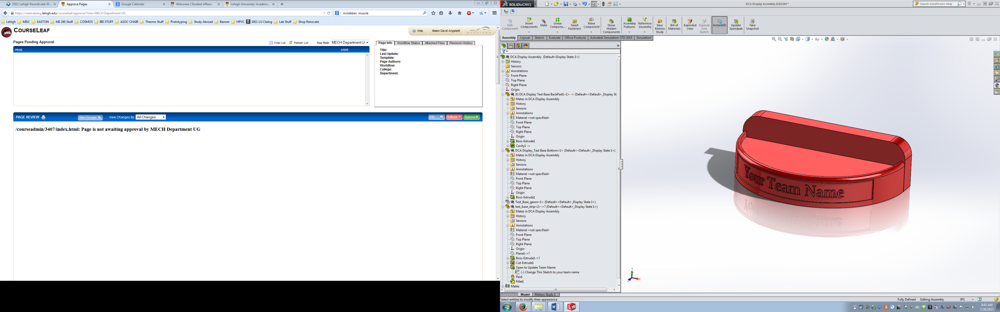 (351) Lehigh Roundcube W...
Approve Pages
Google Calendar
Welcome | Student Affairs
Lehigh University: Academ...
https://nextcatalog.lehigh.edu/courseleaf/approve/?role=MECH Department UG
mckibben muscle
Lehigh MISC EASTON ME 240 Stuff COSMOS IBE STUFF ASOC CHAIR Thermo Stuff Prototyping Study Abroad Banner HPVC 1911 LU Ctalog Lab Stuff Shop Renovate
COURSELEAF
Help User: David Angstadt
Pages Pending Approval
Filter List Refresh List Your Role: MECH Department U
PAGE USER
Page Info Workflow Status Attached Files Revision History
Title:
Last Update:
Template:
Page Authors:
Workflow:
College:
Department:
PAGE REVIEW Hide Changes View Changes By: All Changes Edit Rollback Approve
/courseadmin/3407/index.html: Page is not awaiting approval by MECH Department UG
SOLIDWORKS
DCA Display Assembly.SLDASM *
Search SolidWorks Help
Edit Component
Insert Components
Mate
Linear Compone...
Smart Fasteners
Move Component
Show Hidden Components
Assembly Features
Reference Geometry
New Motion Study
Bill of Materials
Exploded View
Explode Line Sketch
Instant3D
Update Speedpak
Take Snapshot
Assembly Layout Sketch Evaluate Office Products Autodesk Simulation CFD 2015 Simulation
DCA Display Assembly (Default<Display State-1>)
History
Sensors
Annotations
Front Plane
Top Plane
Right Plane
Origin
(f) DCA Display Text Base BackPart1<1> -> (Default<<Default>_Display St
Mates in DCA Display Assembly
History
Sensors
Annotations
Material <not specified>
Front Plane
Top Plane
Right Plane
Origin
Boss-Extrude1
Cavity1 ->
DCA Display_Text Base Bottom<1> (Default<<Default>_Display State 1>)
Mates in DCA Display Assembly
History
Sensors
Annotations
Material <not specified>
Front Plane
Top Plane
Right Plane
Origin
Boss-Extrude1
Text_Base_geom<1> (Default<<Default>_Display State 1>)
text_base_strip<2>->? (Default<<Default>_Display State 1>)
Mates in DCA Display Assembly
History
Sensors
Annotations
Material <not specified>
Front Plane
Top Plane
Right Plane
Origin
Plane1->?
Boss-Extrude1->?
Cut-Extrude1
Open to Update Team Name
(-) Change This Sketch to your team name
Flex1
Fillet1
Mates
Your Team Name
Y
X
Z
Model Motion Study 1
Select entities to modify their appearance
Fully Defined Editing Assembly IPS
9:45 AM
2/26/2015